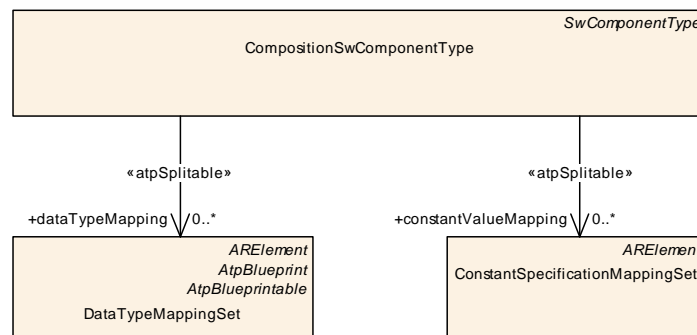 SwComponentType
CompositionSwComponentType
«atpSplitable» «atpSplitable»
+dataTypeMapping 0..* +constantValueMapping 0..*
ARElement ARElement
AtpBlueprint ConstantSpecificationMappingSet
AtpBlueprintable
DataTypeMappingSet